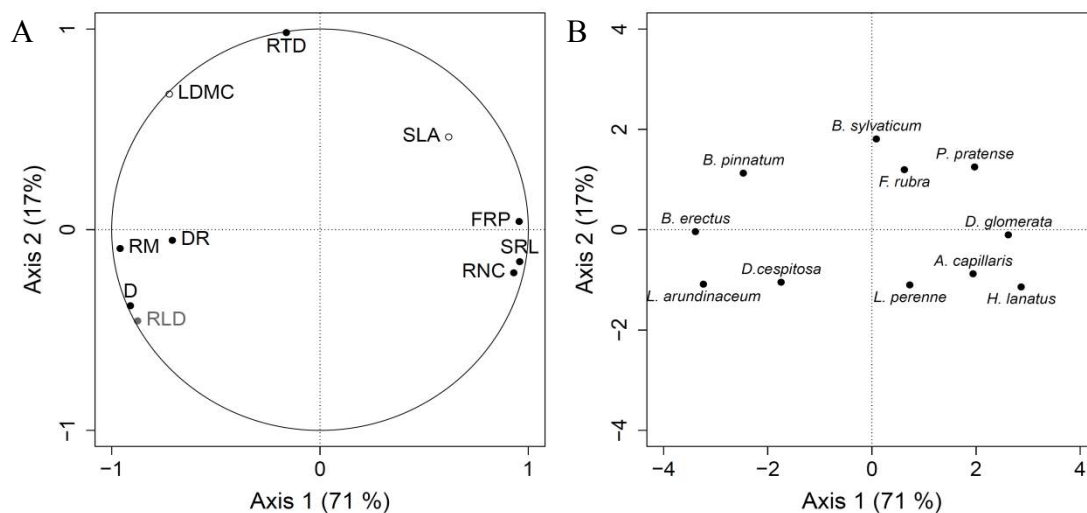 A
1
0
−1
Axis 2 (17%)
RTD
LDMC
SLA
FRP
SRL
RNC
DR
RM
D
RLD
−1
0
1
Axis 1 (71 %)
B
4
2
0
−2
−4
Axis 2 (17%)
B. sylvaticum
B. pinnatum
P. pratense
F. rubra
B. erectus
D. glomerata
A. capillaris
D.cespitosa
L. arundinaceum
L. perenne
H. lanatus
−4
−2
0
2
4
Axis 1 (71 %)